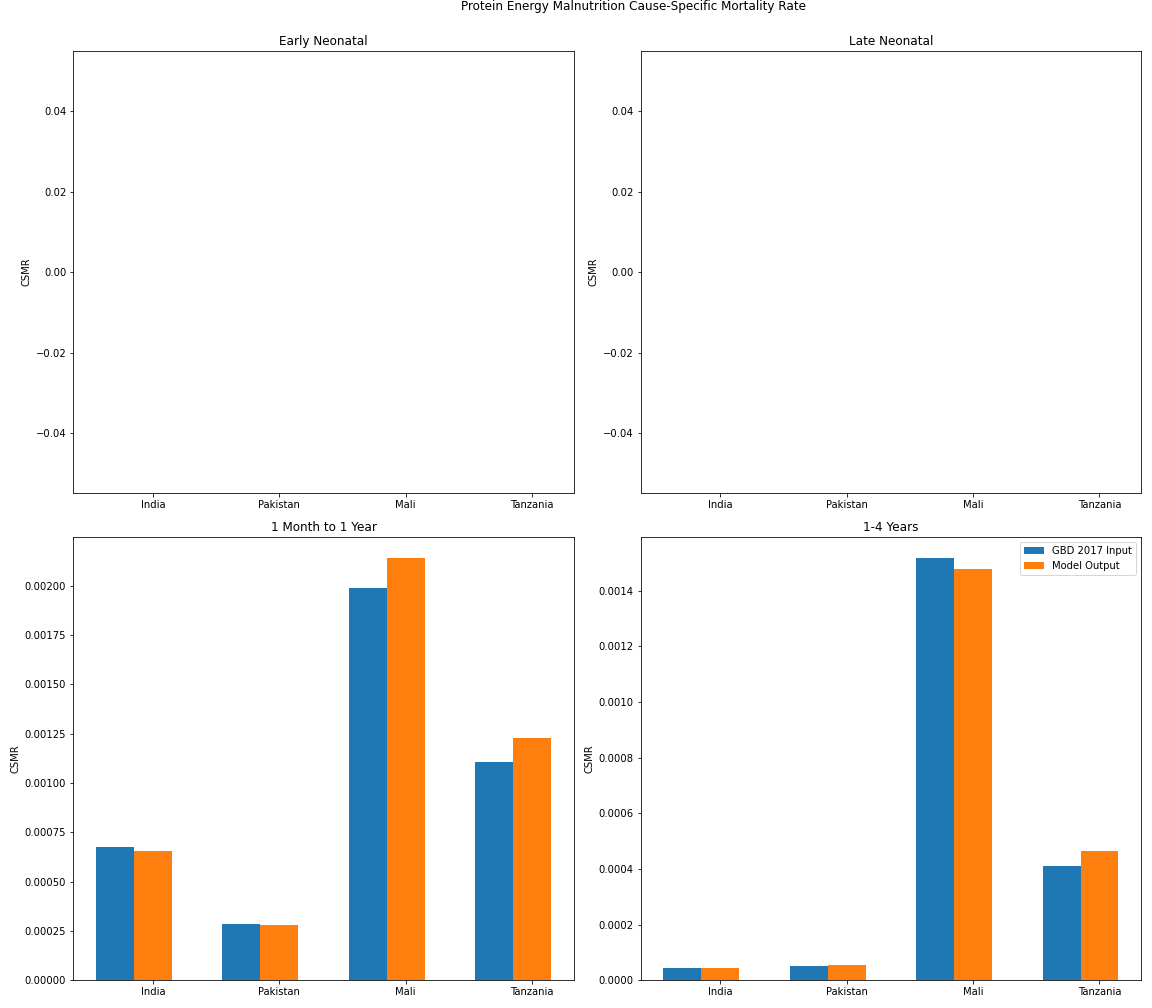 Protein Energy Malnutrition Cause-Specific Mortality Rate
Early Neonatal
CSMR
0.04
0.02
0.00
−0.02
−0.04
India Pakistan Mali Tanzania
Late Neonatal
CSMR
0.04
0.02
0.00
−0.02
−0.04
India Pakistan Mali Tanzania
1 Month to 1 Year
CSMR
0.00200
0.00175
0.00150
0.00125
0.00100
0.00075
0.00050
0.00025
0.00000
India Pakistan Mali Tanzania
1-4 Years
GBD 2017 Input
Model Output
CSMR
0.0014
0.0012
0.0010
0.0008
0.0006
0.0004
0.0002
0.0000
India Pakistan Mali Tanzania